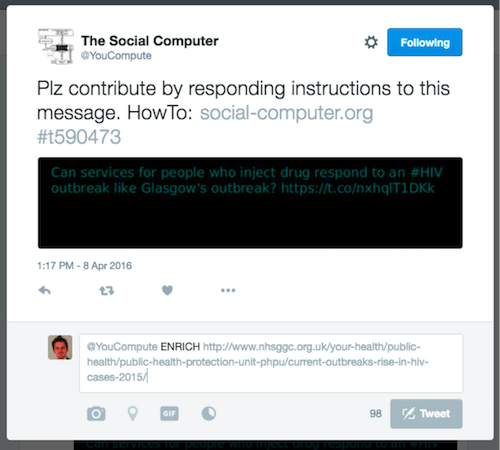 The Social Computer
@YouCompute
Following
Plz contribute by responding instructions to this
message. HowTo: social-computer.org
#t590473
Can services for people who inject drug respond to an #HIV
outbreak like Glasgow's outbreak? https://t.co/nxhqlT1DKk
1:17 PM - 8 Apr 2016
@YouCompute ENRICH http://www.nhsggc.org.uk/your-health/public-
health/public-health-protection-unit-phpu/current-outbreaks-rise-in-hiv-
cases-2015/
GIF
98
Tweet
Can services for people who inject drug respond to an #HIV